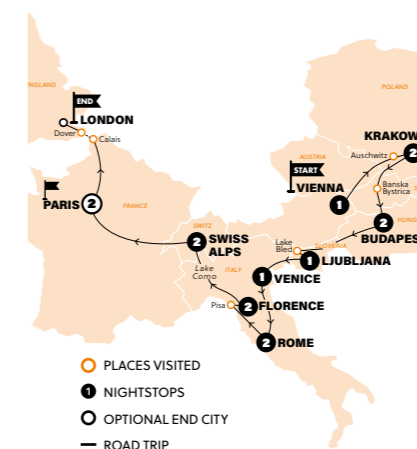 NGLAND
END
LONDON
Dover
Calais
PARIS
2
FRANCE
SWITZ
2
SWISS
ALPS
Lake
Como
ITALY
POLAND
KRAKOW
2
Auschwitz
AUSTRIA
START
VIENNA
1
Banska
Bystrica
2
HUNG
BUDAPES
Lake
Bled
SLOVENIA
1
LJUBLJANA
1
VENICE
Pisa
2
FLORENCE
2
ROME
PLACES VISITED
1 NIGHTSTOPS
OPTIONAL END CITY
ROAD TRIP